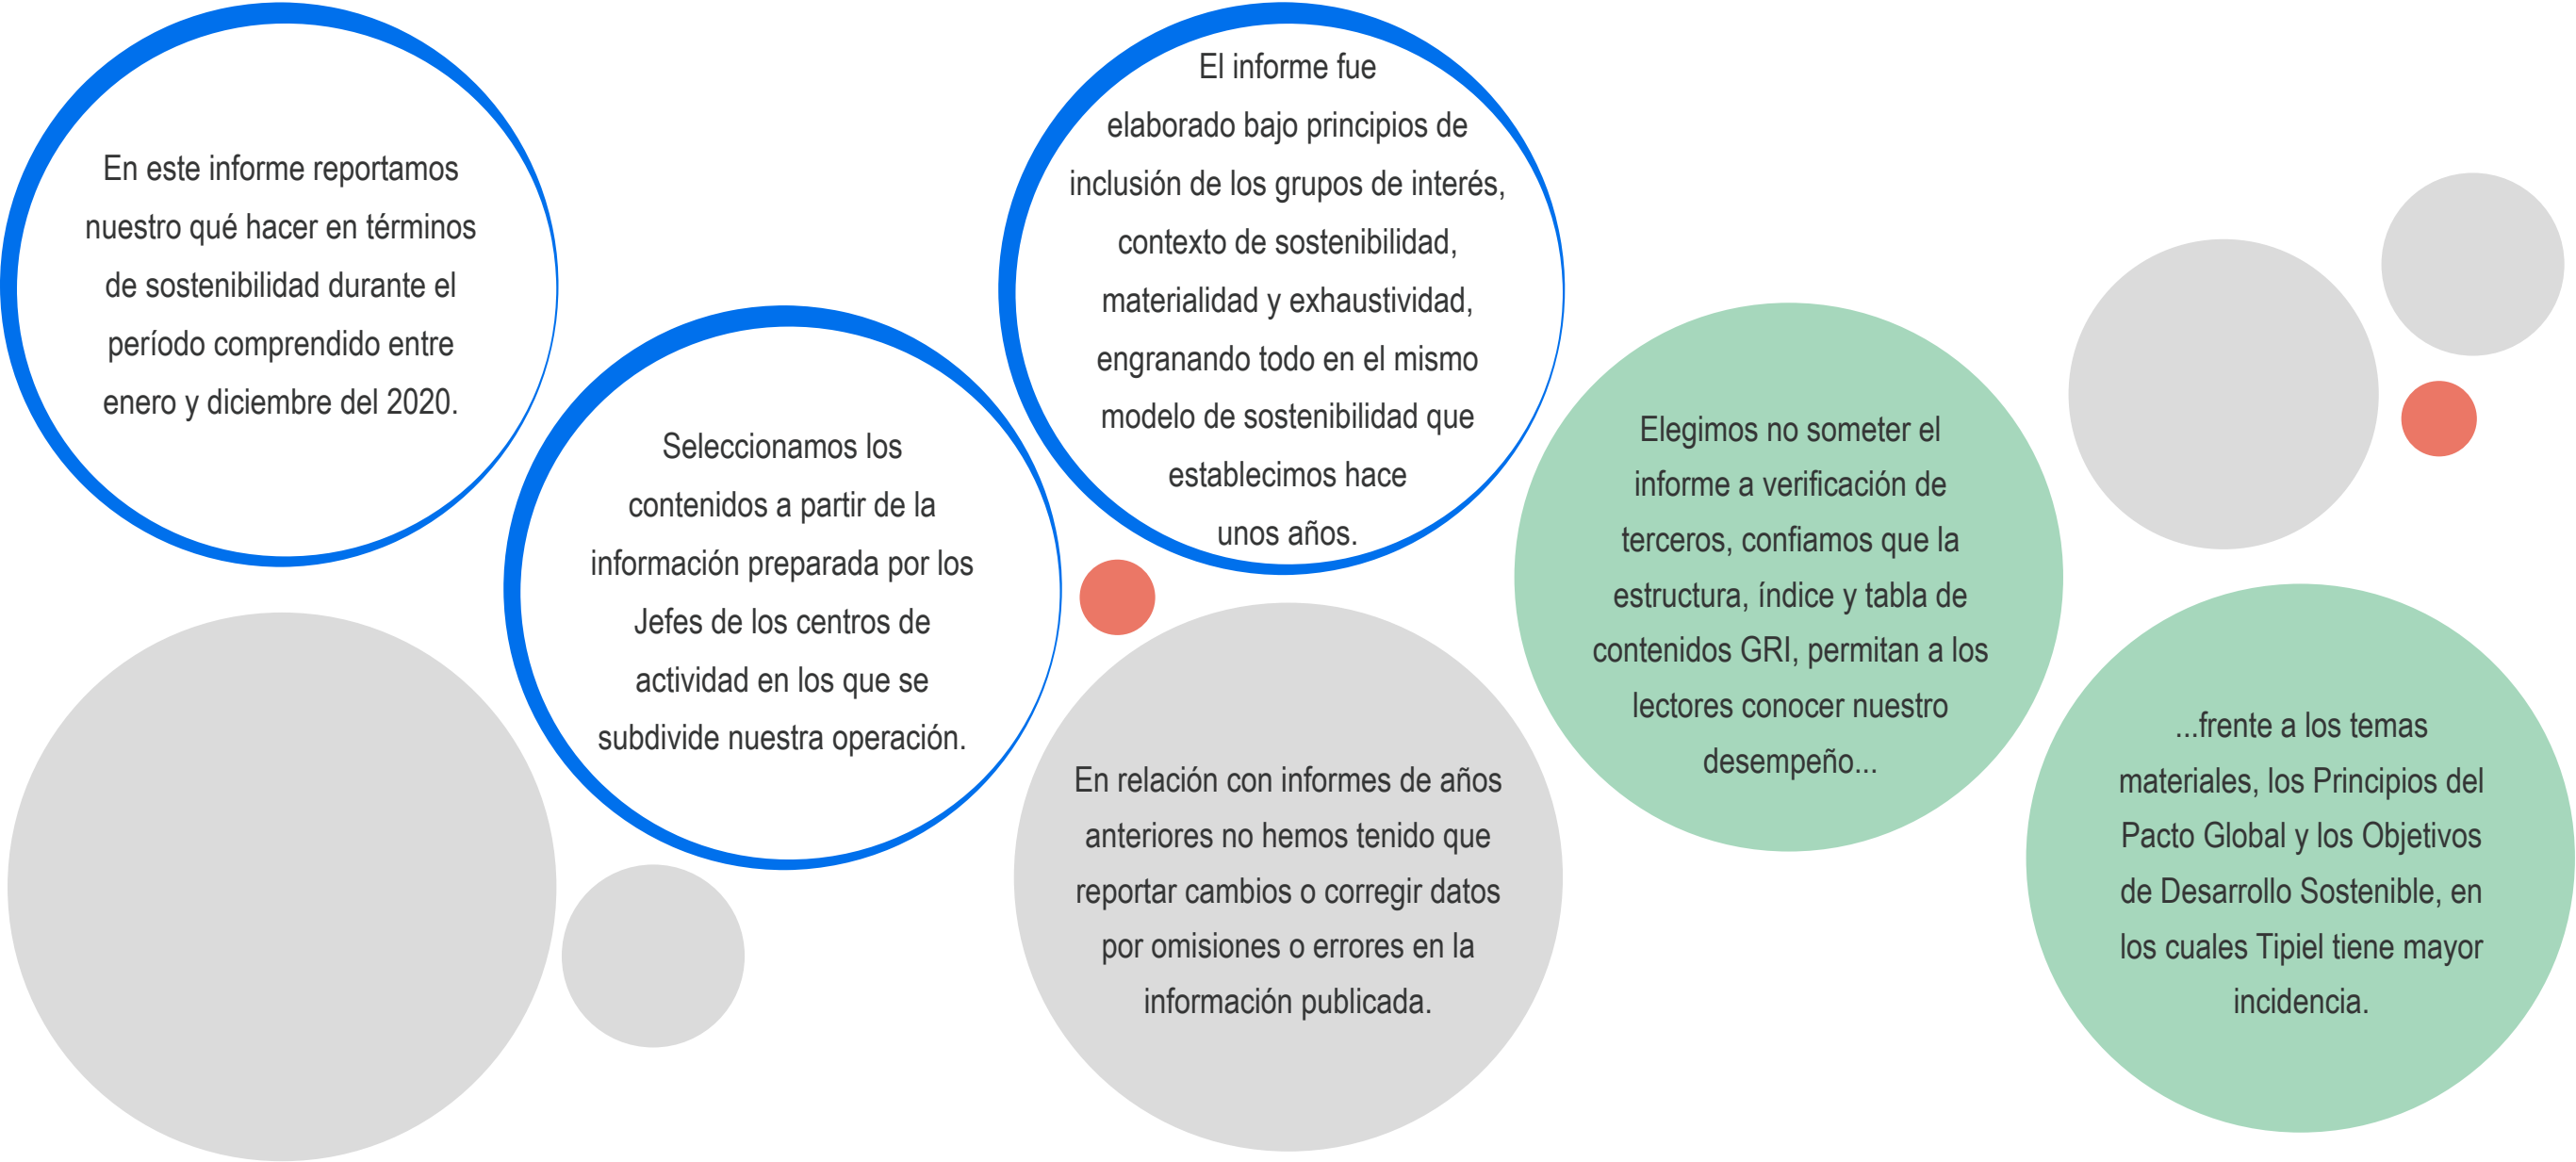 En este informe reportamos
nuestro qué hacer en términos
de sostenibilidad durante el
período comprendido entre
enero y diciembre del 2020.
Seleccionamos los
contenidos a partir de la
información preparada por los
Jefes de los centros de
actividad en los que se
subdivide nuestra operación.
El informe fue
elaborado bajo principios de
inclusión de los grupos de interés,
contexto de sostenibilidad,
materialidad y exhaustividad,
engranando todo en el mismo
modelo de sostenibilidad que
establecimos hace
unos años.
En relación con informes de años
anteriores no hemos tenido que
reportar cambios o corregir datos
por omisiones o errores en la
información publicada.
Elegimos no someter el
informe a verificación de
terceros, confiamos que la
estructura, índice y tabla de
contenidos GRI, permitan a los
lectores conocer nuestro
desempeño...
...frente a los temas
materiales, los Principios del
Pacto Global y los Objetivos
de Desarrollo Sostenible, en
los cuales Tipiel tiene mayor
incidencia.